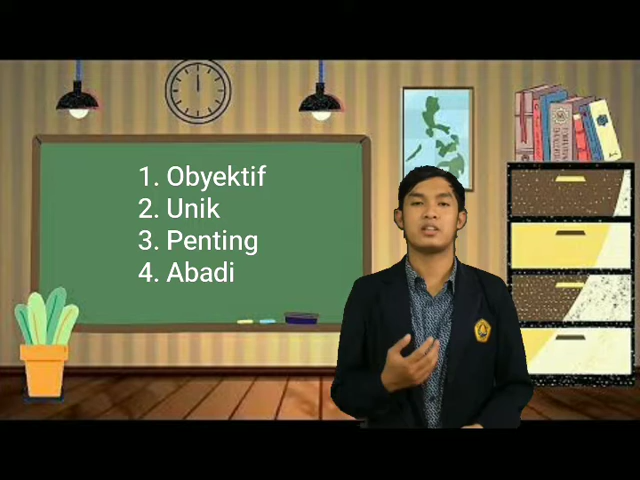 1. Obyektif
2. Unik
3. Penting
4. Abadi